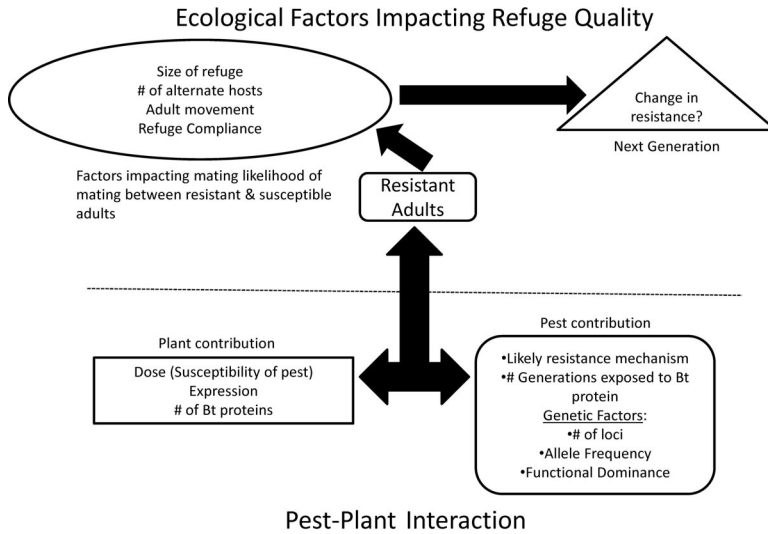 Ecological Factors Impacting Refuge Quality
Size of refuge
# of alternate hosts
Adult movement
Refuge Compliance
Change in
resistance?
Next Generation
Factors impacting mating likelihood of
mating between resistant & susceptible
adults
Resistant
Adults
Plant contribution
Dose (Susceptibility of pest)
Expression
# of Bt proteins
Pest contribution
•Likely resistance mechanism
•# Generations exposed to Bt
protein
Genetic Factors:
•# of loci
•Allele Frequency
•Functional Dominance
Pest-Plant Interaction